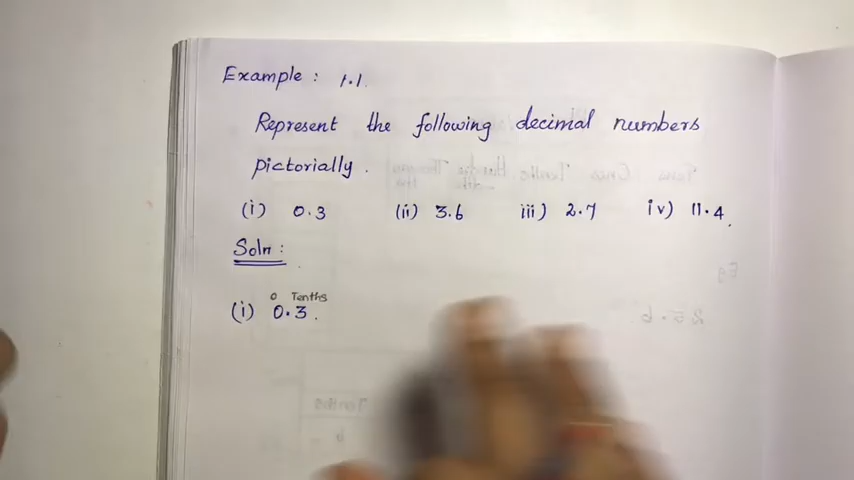 Example : 1.1.
Represent the following decimal numbers
pictorially.
(i) 0.3 (ii) 3.6 iii) 2.7 iv) 11.4.
Soln :
0 Tenths
(i) 0.3.